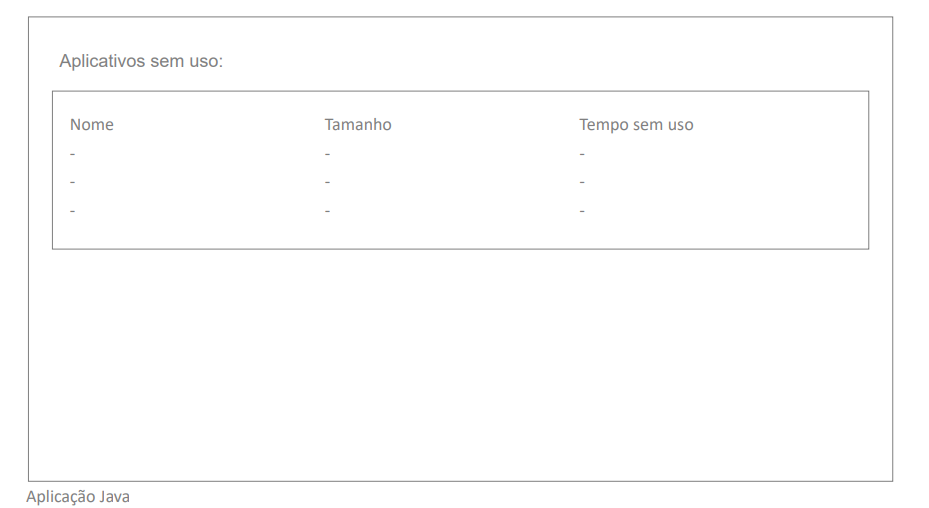 Aplicativos sem uso:
Nome Tamanho Tempo sem uso
- - -
- - -
- - -
Aplicação Java